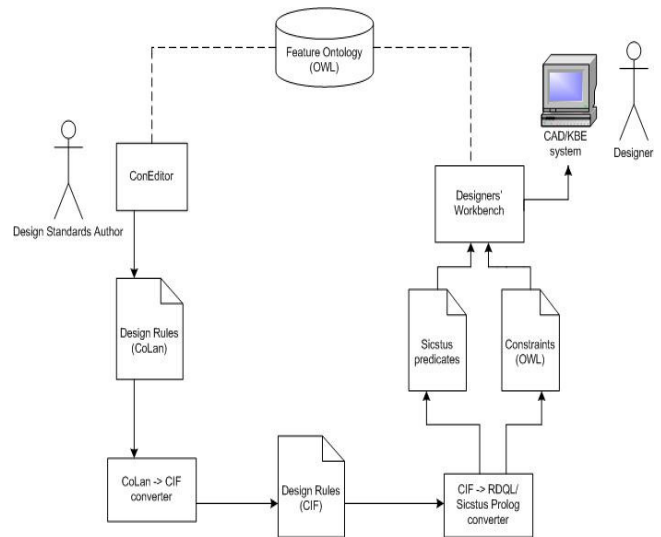 Feature Ontology
(OWL)
CAD/KBE
system
Designer
ConEditor
Design Standards Author
Designers'
Workbench
Design Rules
(CoLan)
Sicstus
predicates
Constraints
(OWL)
CoLan -> CIF
converter
Design Rules
(CIF)
CIF -> RDQL/
Sicstus Prolog
converter